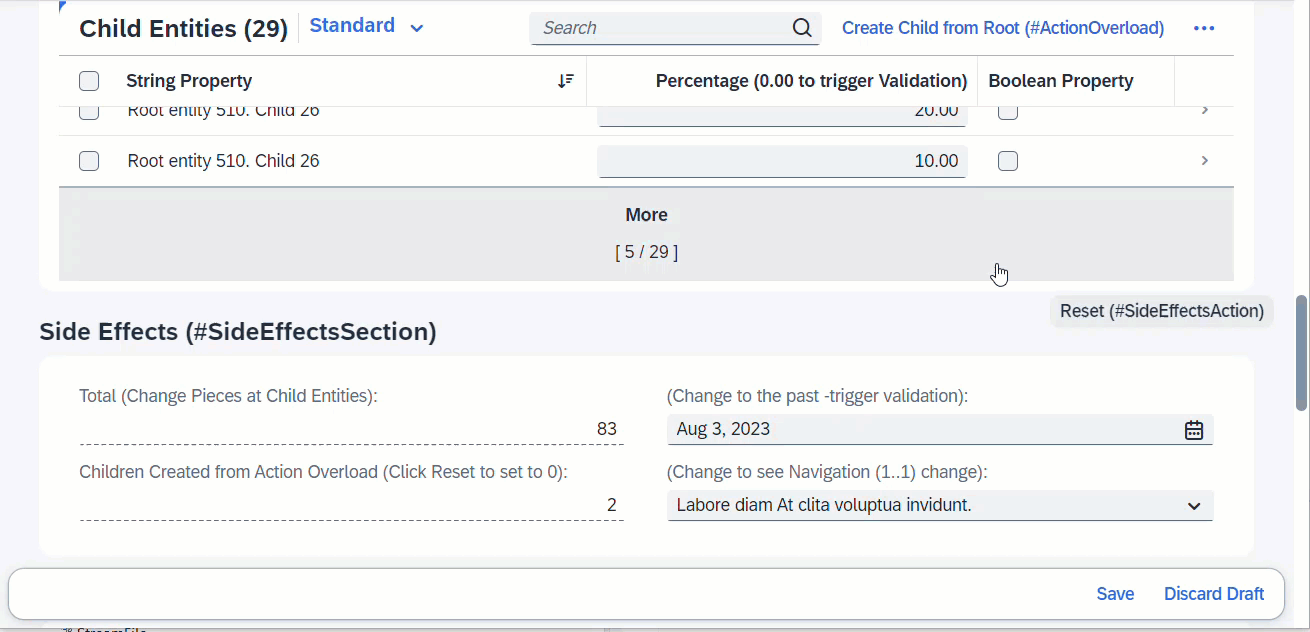 Child Entities (29) Standard Search Create Child from Root (#ActionOverload) ...
String Property Percentage (0.00 to trigger Validation) Boolean Property
Root entity 510. Child 26 20.00
Root entity 510. Child 26 10.00
More
[ 5 / 29 ]
Reset (#SideEffectsAction)
Side Effects (#SideEffectsSection)
Total (Change Pieces at Child Entities): (Change to the past -trigger validation):
83 Aug 3, 2023
Children Created from Action Overload (Click Reset to set to 0): (Change to see Navigation (1..1) change):
2 Labore diam At clita voluptua invidunt.
Save Discard Draft